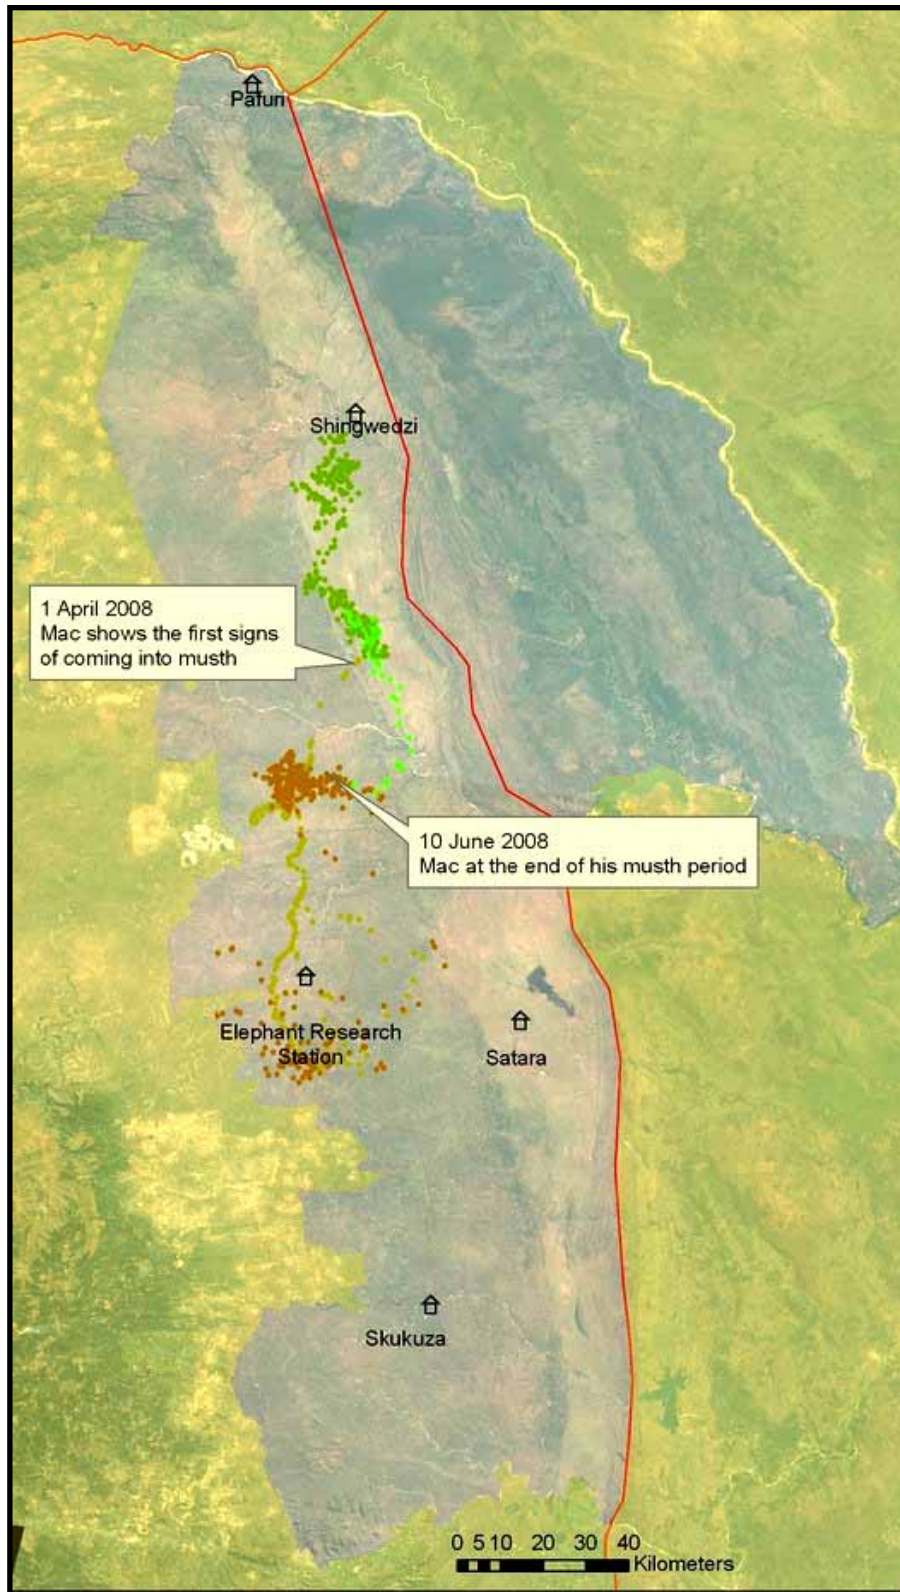 Pafuri
Shingwedzi
1 April 2008
Mac shows the first signs
of coming into musth
10 June 2008
Mac at the end of his musth period
Elephant Research
Station
Satara
Skukuza
0 5 10 20 30 40
Kilometers